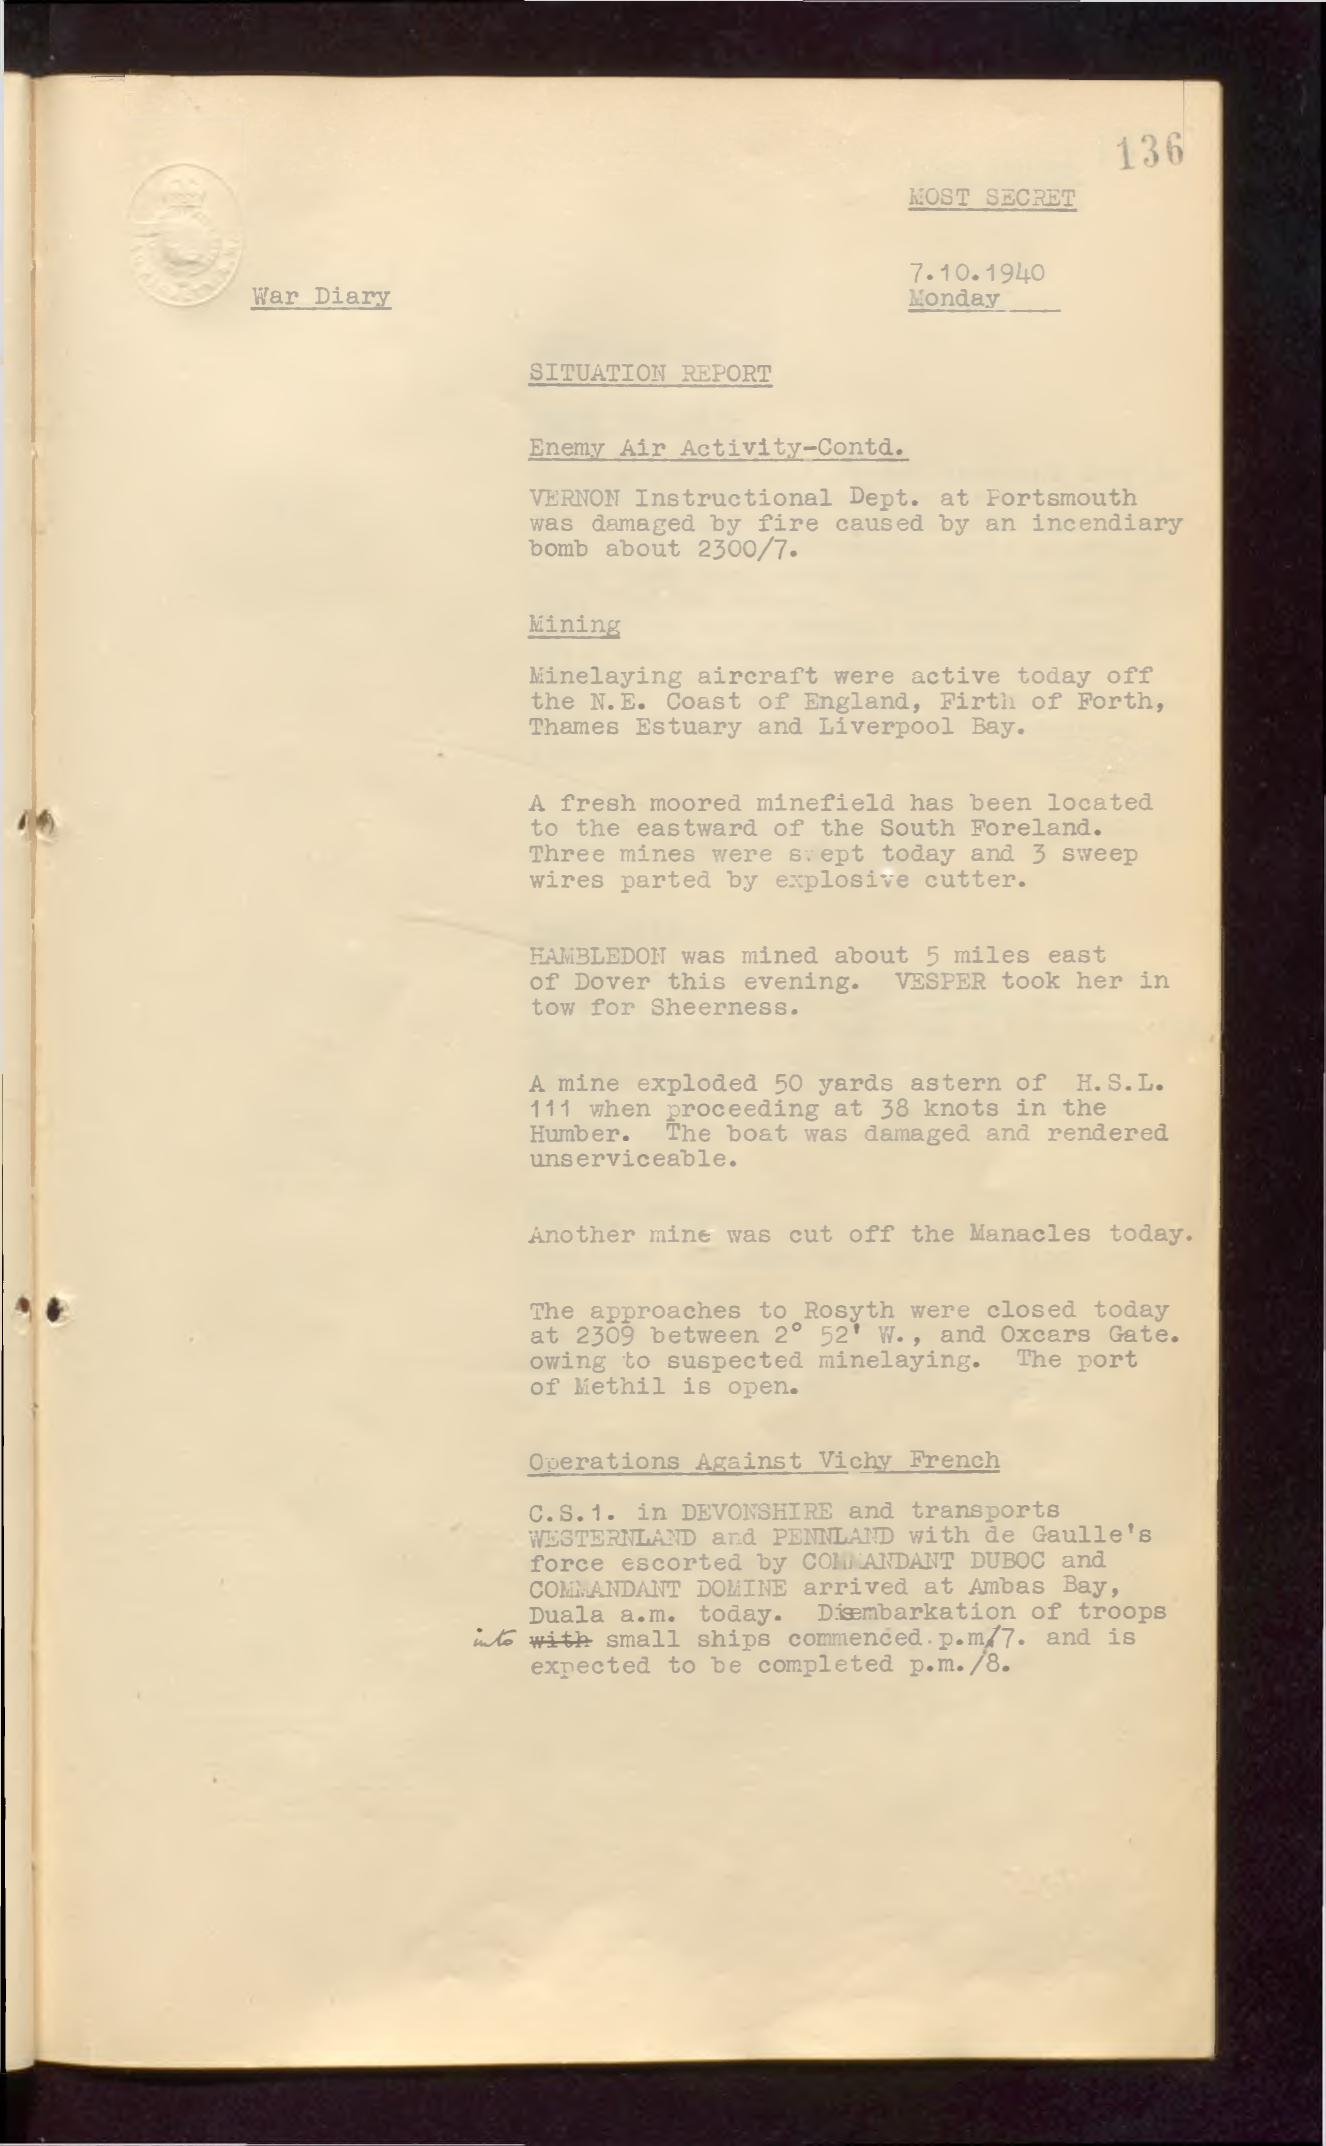 136
MOST SECRET
7.10.1940
War Diary
Monday
SITUATION REPORT
Enemy Air Activity-Contd.
VERNON Instructional Dept. at Portsmouth
was damaged by fire caused by an incendiary
bomb about 2300/7.
Mining
Minelaying aircraft were active today off
the N.E. Coast of England, Firth of Forth,
Thames Estuary and Liverpool Bay.
A fresh moored minefield has been located
to the eastward of the South Foreland.
Three mines were swept today and 3 sweep
wires parted by explosive cutter.
HAMBLEDON was mined about 5 miles east
of Dover this evening. VESPER took her in
tow for Sheerness.
A mine exploded 50 yards astern of H.S.L.
111 when proceeding at 38 knots in the
Humber. The boat was damaged and rendered
unserviceable.
Another mine was cut off the Manacles today.
The approaches to Rosyth were closed today
at 2309 between 2° 52' W., and Oxcars Gate.
owing to suspected minelaying. The port
of Methil is open.
Operations Against Vichy French
C.S.1. in DEVONSHIRE and transports
WESTERNLAND and PENNLAND with de Gaulle's
force escorted by COMMANDANT DUBOC and
COMMANDANT DOMINE arrived at Ambas Bay,
Duala a.m. today. Disembarkation of troops
into with small ships commenced p.m/7. and is
expected to be completed p.m./8.